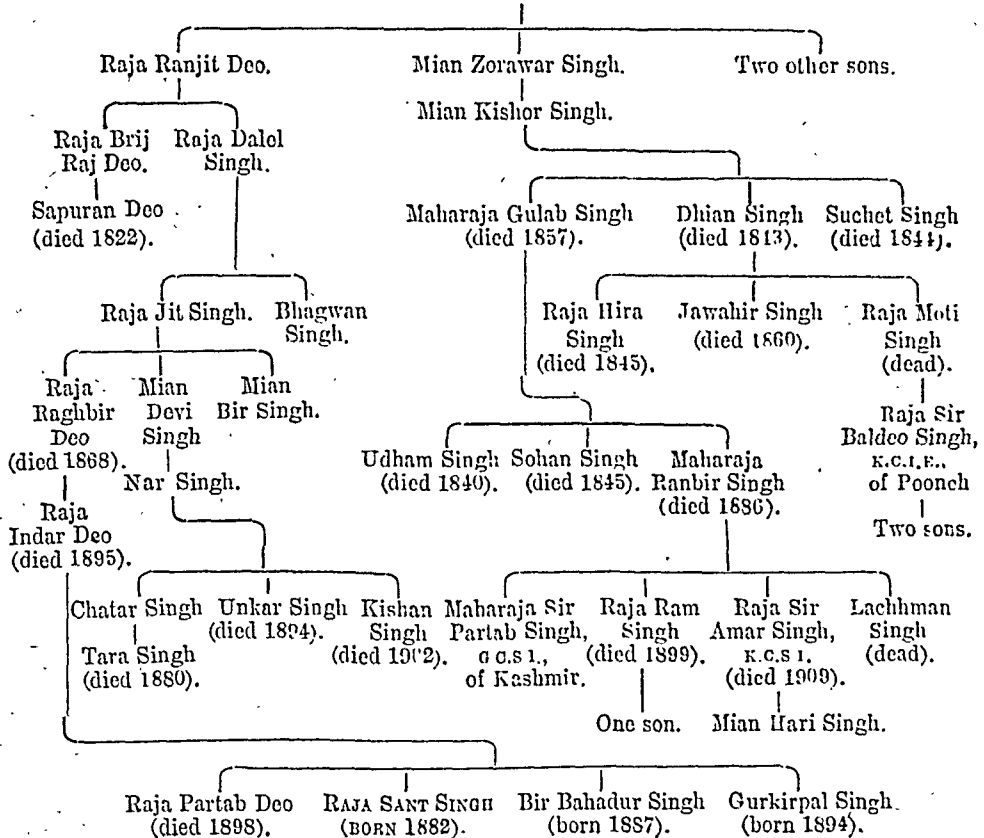 Raja Ranjit Deo. Mian Zorawar Singh. Two other sons.
Mian Kishor Singh.
Raja Brij Raja Dalel
Raj Deo. Singh.
Sapuran Deo Maharaja Gulab Singh Dhian Singh Suchet Singh
(died 1822). (died 1857). (died 1843). (died 1844).
Raja Jit Singh. Bhagwan Raja Hira Jawahir Singh Raja Moti
Singh. Singh (died 1860). Singh
(died 1845). (dead).
Raja Mian Mian
Raghbir Devi Bir Singh. Raja Sir
Deo Singh Baldeo Singh,
(died 1868). Udham Singh Sohan Singh Maharaja K.C.I.E.,
Nar Singh. (died 1840). (died 1845). Ranbir Singh of Poonch
Raja (died 1886).
Indar Deo Two sons.
(died 1895).
Chatar Singh Unkar Singh Kishan Maharaja Sir Raja Ram Raja Sir Lachhman
(died 1894). Singh Partab Singh, Singh Amar Singh, Singh
Tara Singh (died 1902). G C.S I., (died 1899). K.C.S I. (dead).
(died 1880). of Kashmir. (died 1909).
One son. Mian Hari Singh.
Raja Partab Deo RAJA SANT SINGH Bir Bahadur Singh Gurkirpal Singh
(died 1898). (BORN 1882). (born 1887). (born 1894).